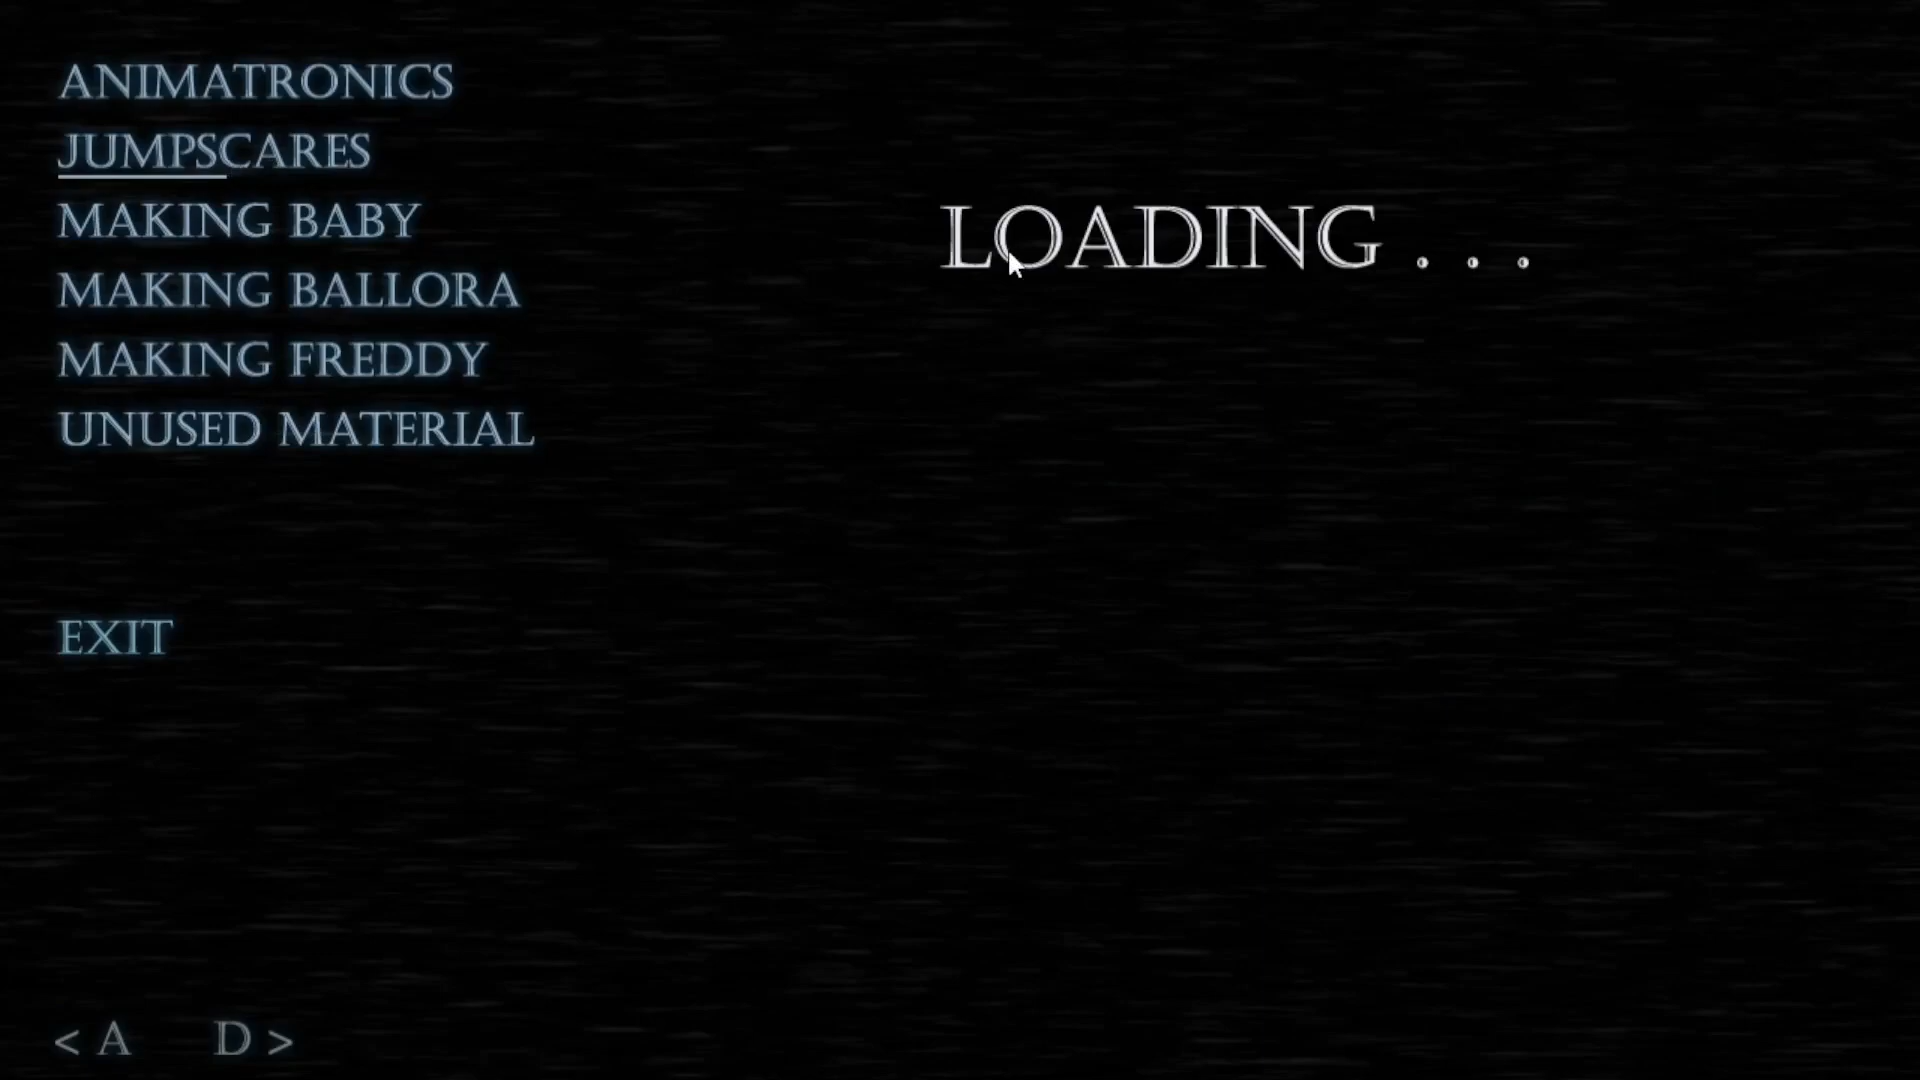 ANIMATRONICS
JUMPSCARES
MAKING BABY
MAKING BALLORA
MAKING FREDDY
UNUSED MATERIAL
LOADING . . .
EXIT
< A D >